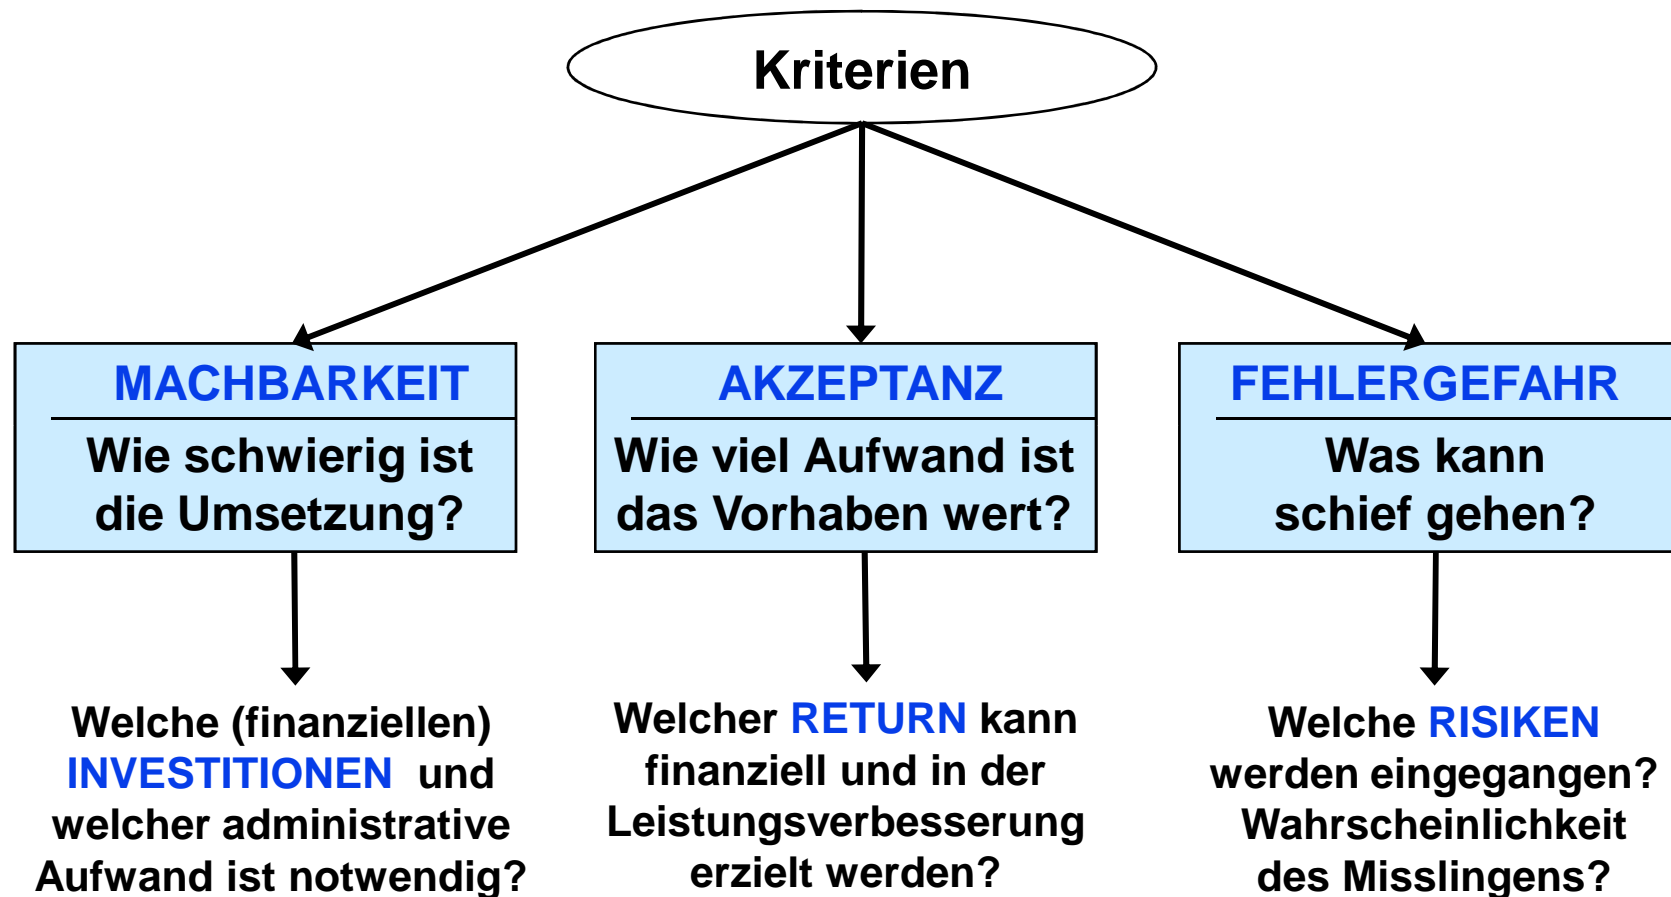 Kriterien
MACHBARKEIT
Wie schwierig ist
die Umsetzung?
AKZEPTANZ
Wie viel Aufwand ist
das Vorhaben wert?
FEHLERGEFAHR
Was kann
schief gehen?
Welche (finanziellen)
INVESTITIONEN und
welcher administrative
Aufwand ist notwendig?
Welcher RETURN kann
finanziell und in der
Leistungsverbesserung
erzielt werden?
Welche RISIKEN
werden eingegangen?
Wahrscheinlichkeit
des Misslingens?